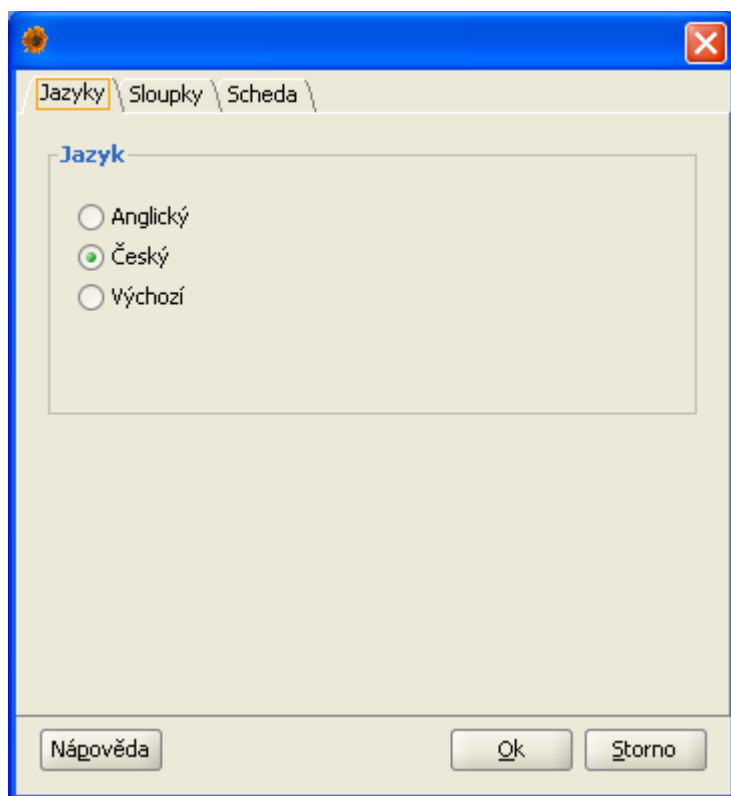 Jazyky Sloupky Scheda
Jazyk
Anglický
Český
Výchozí
Nápověda Ok Storno